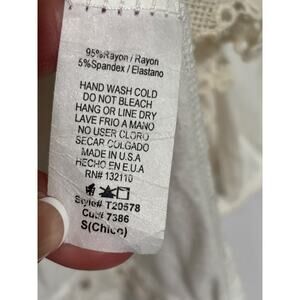 95%Rayon / Rayon
5%Spandex / Elastano
HAND WASH COLD
DO NOT BLEACH
HANG OR LINE DRY
LAVE FRIO A MANO
NO USER CLORO
SECAR COLGADO
MADE IN U.S.A
HECHO EN E.U.A
RN# 132110
Style# T20578
Cut# 7386
S(Chico)